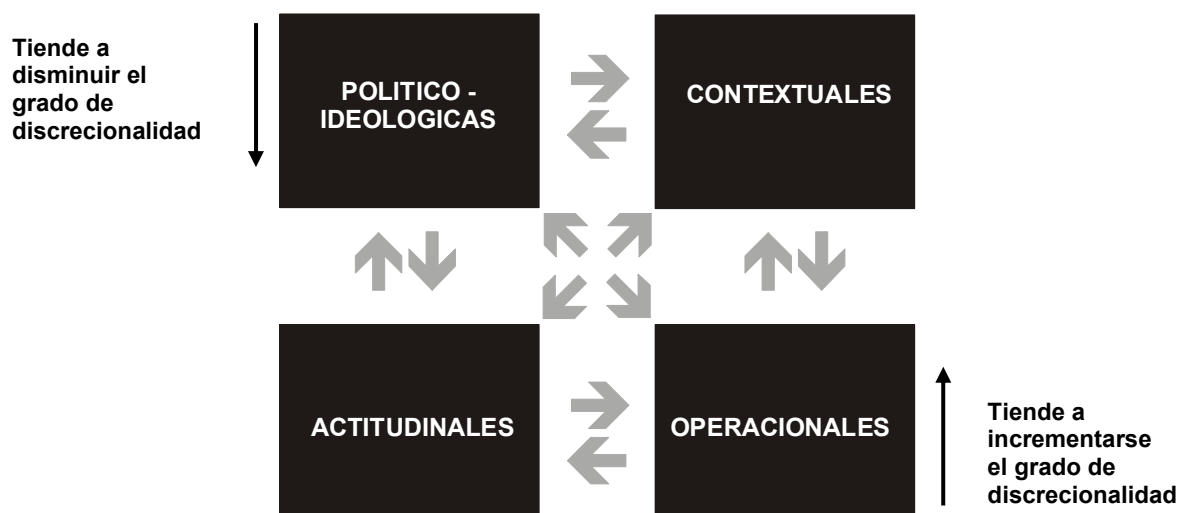 Tiende a
disminuir el
grado de
discrecionalidad
POLITICO -
IDEOLOGICAS
CONTEXTUALES
ACTITUDINALES
OPERACIONALES
Tiende a
incrementarse
el grado de
discrecionalidad